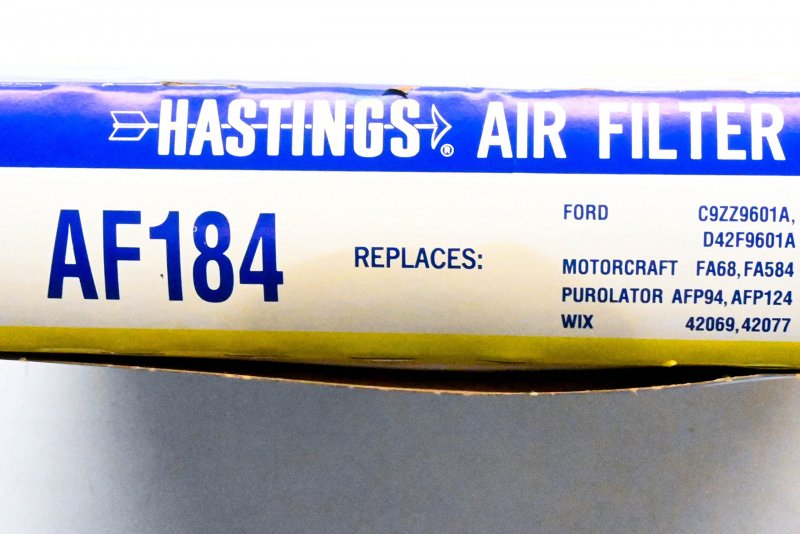 HASTINGS® AIR FILTER
AF184
REPLACES:
FORD C9ZZ9601A,
D42F9601A
MOTORCRAFT FA68, FA584
PUROLATOR AFP94, AFP124
WIX 42069, 42077